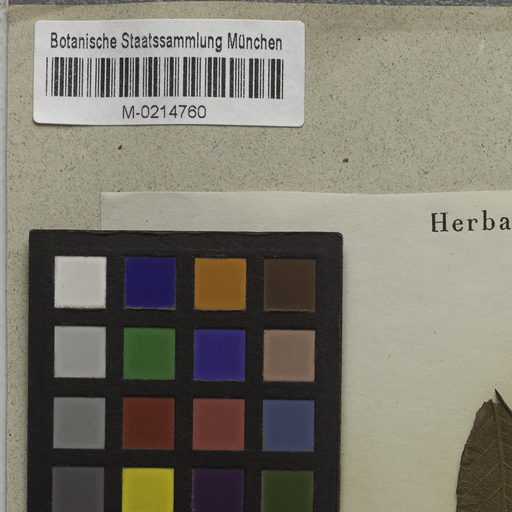 Botanische Staatssammlung München
M-0214760
Herba